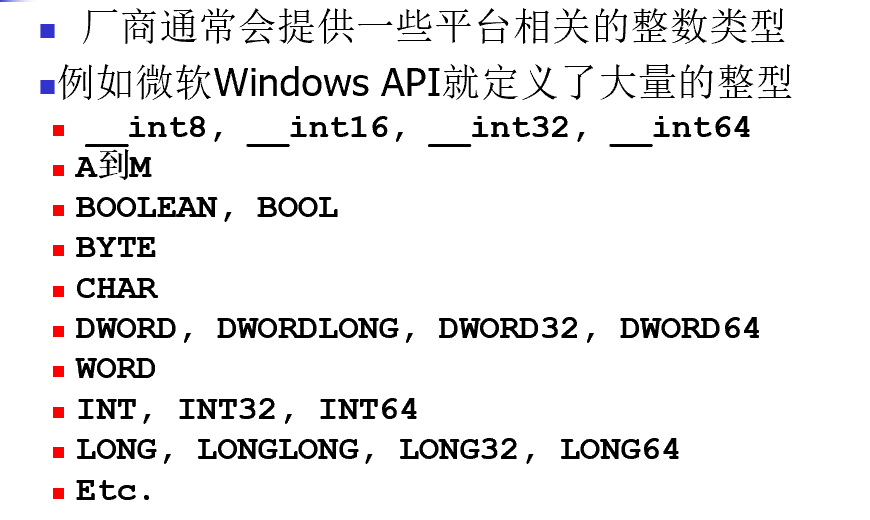 厂商通常会提供一些平台相关的整数类型
例如微软Windows API就定义了大量的整型
__int8, __int16, __int32, __int64
A到M
BOOLEAN, BOOL
BYTE
CHAR
DWORD, DWORDLONG, DWORD32, DWORD64
WORD
INT, INT32, INT64
LONG, LONGLONG, LONG32, LONG64
Etc.